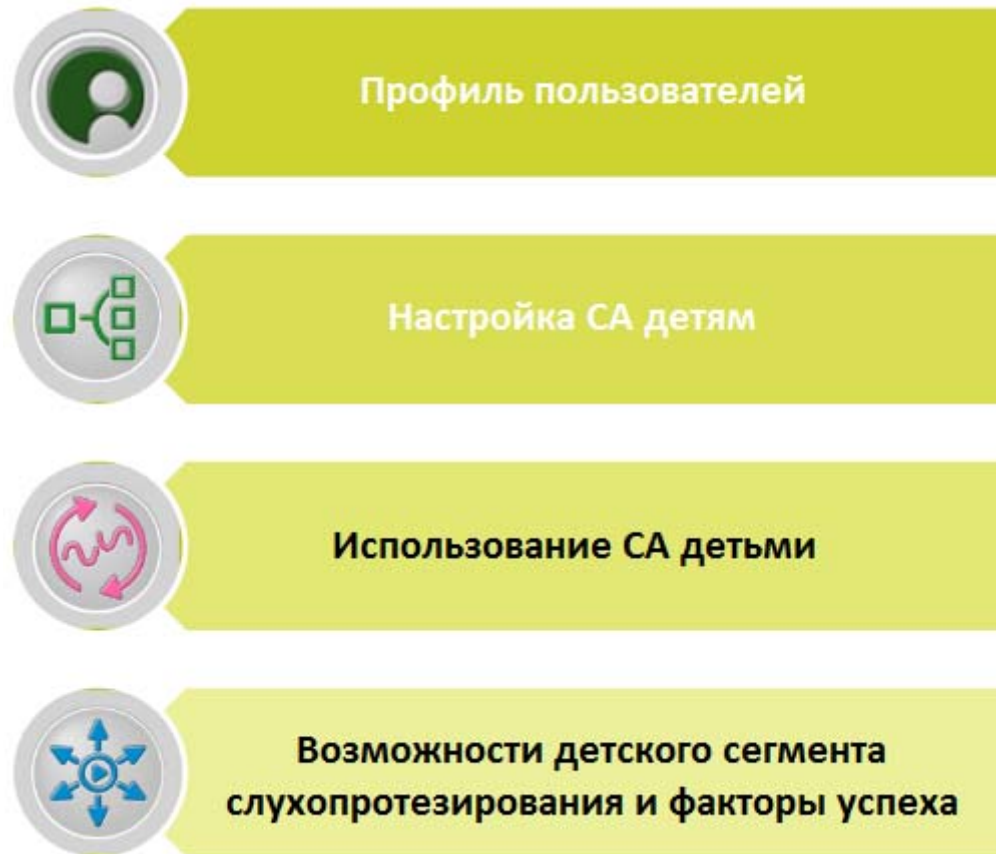 Профиль пользователей
Настройка СА детям
Использование СА детьми
Возможности детского сегмента
слухопротезирования и факторы успеха